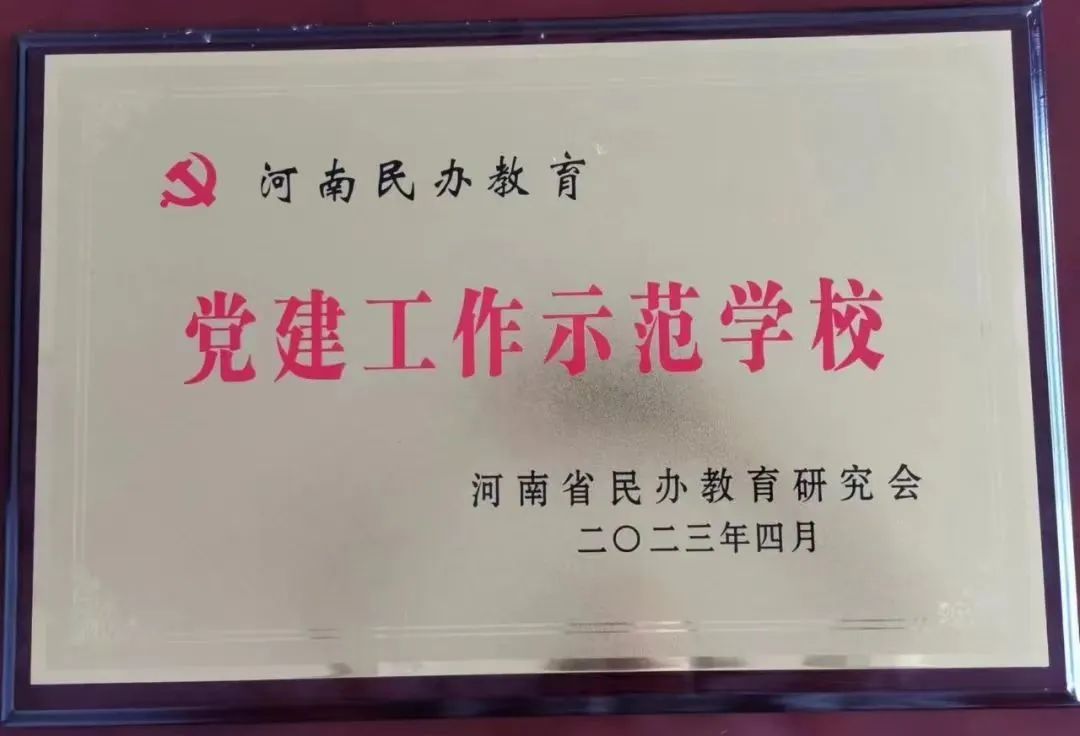 河南民办教育
党建工作示范学校
河南省民办教育研究会
二〇二三年四月